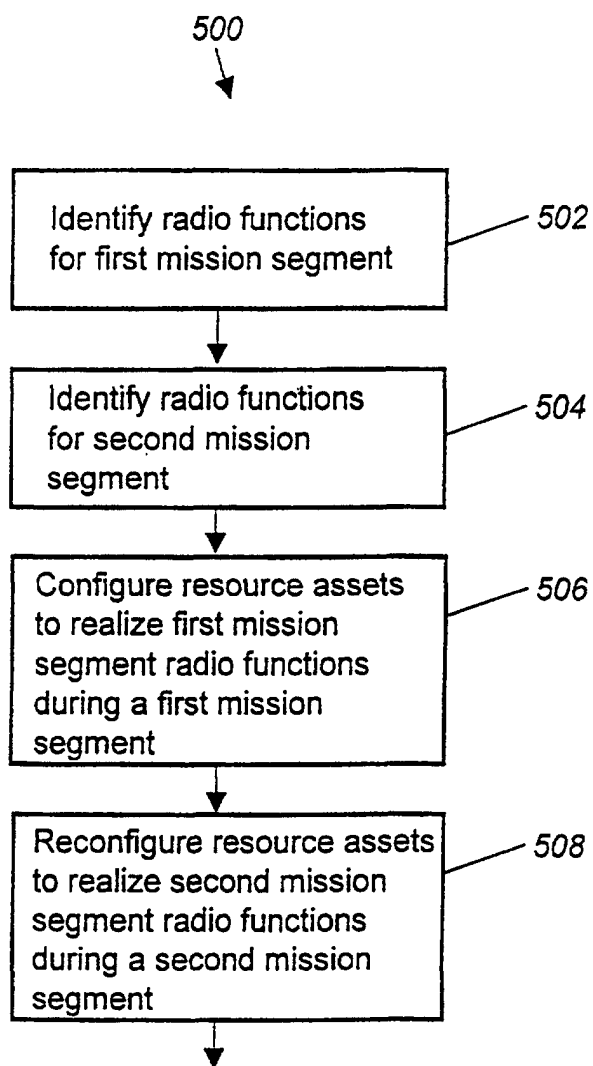 500
Identify radio functions
for first mission segment
502
Identify radio functions
for second mission
segment
504
Configure resource assets
to realize first mission
segment radio functions
during a first mission
segment
506
Reconfigure resource assets
to realize second mission
segment radio functions
during a second mission
segment
508